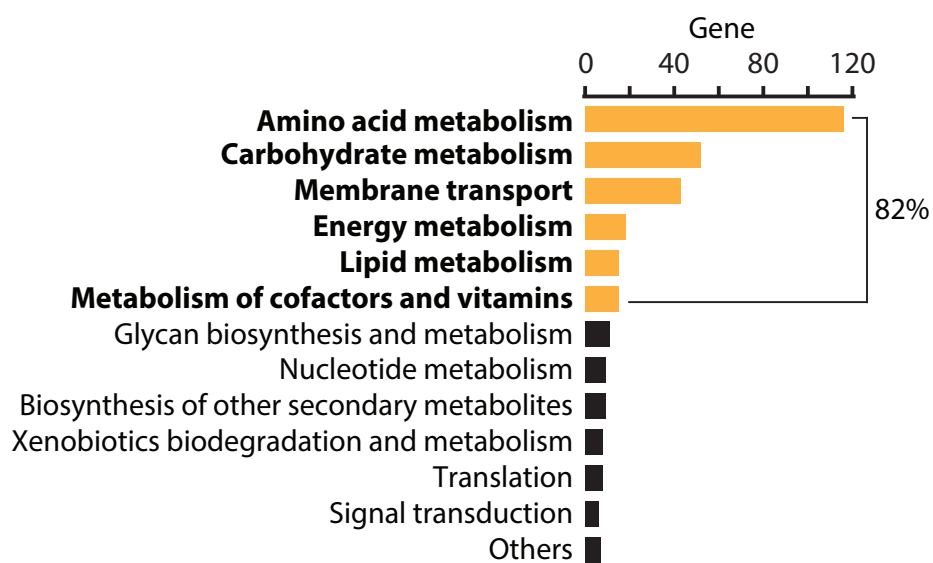 Gene
0 40 80 120
Amino acid metabolism
Carbohydrate metabolism
Membrane transport
Energy metabolism
82%
Lipid metabolism
Metabolism of cofactors and vitamins
Glycan biosynthesis and metabolism
Nucleotide metabolism
Biosynthesis of other secondary metabolites
Xenobiotics biodegradation and metabolism
Translation
Signal transduction
Others